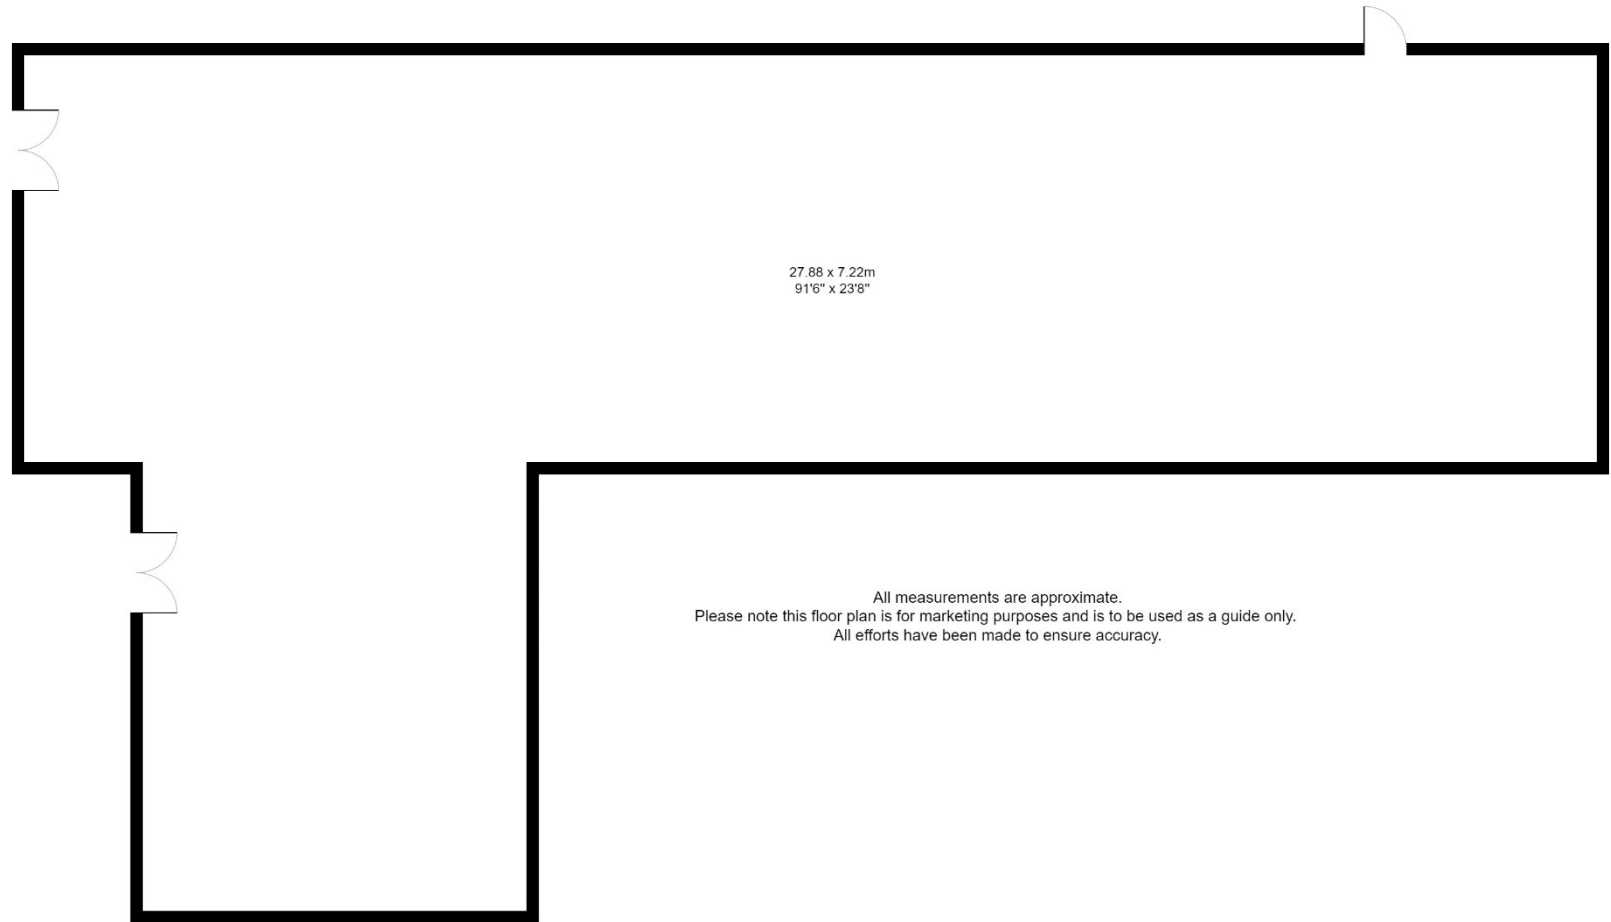 27.88 x 7.22m
91'6" x 23'8"
All measurements are approximate.
Please note this floor plan is for marketing purposes and is to be used as a guide only.
All efforts have been made to ensure accuracy.